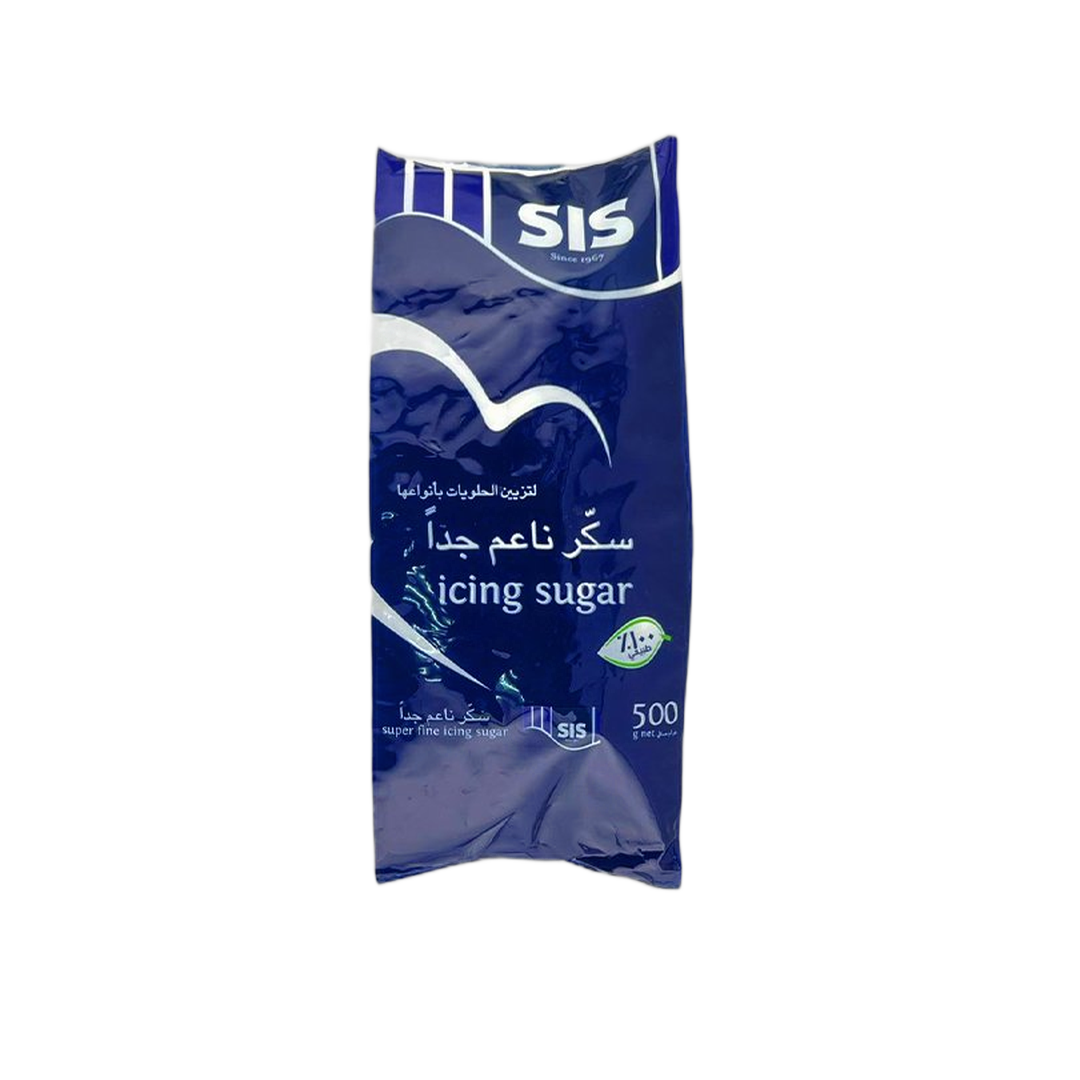 SIS
Since 1967
لتزيين الحلويات بأنواعها
سكّر ناعم جداً
icing sugar
٪١٠٠
طبيعي
سكّر ناعم جداً
super fine icing sugar
SIS
500
g net